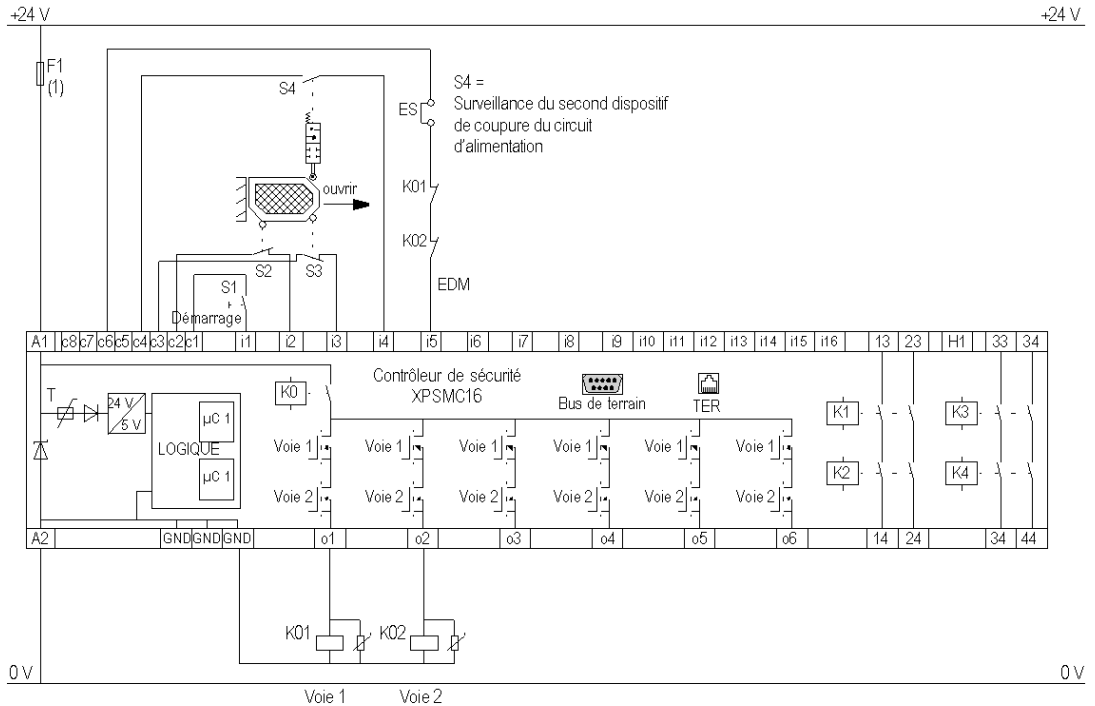 +24 V +24 V
F1
(1)
S4
S4 =
Surveillance du second dispositif
de coupure du circuit
d'alimentation
ES
ouvrir
K01
K02
S2 S3
EDM
S1
Démarrage
A1 c8 c7 c6 c5 c4 c3 c2 c1 i1 i2 i3 i4 i5 i6 i7 i8 i9 i10 i11 i12 i13 i14 i15 i16 13 23 H1 33 34
Contrôleur de sécurité
XPSMC16
Bus de terrain
TER
T
24 V
5 V
K0
LOGIQUE
µC 1
µC 1
K1 K3
K2 K4
Voie 1 Voie 1 Voie 1 Voie 1 Voie 1 Voie 1
Voie 2 Voie 2 Voie 2 Voie 2 Voie 2 Voie 2
A2 GND GND GND o1 o2 o3 o4 o5 o6 14 24 34 44
K01 K02
0 V 0 V
Voie 1 Voie 2